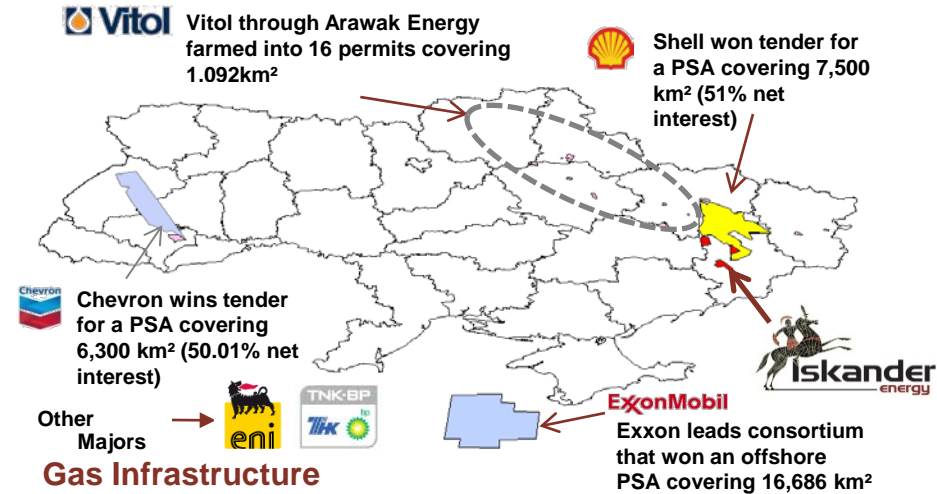 Vitol
Vitol through Arawak Energy
farmed into 16 permits covering
1.092km²
Shell won tender for
a PSA covering 7,500
km² (51% net
interest)
Chevron
Chevron wins tender
for a PSA covering
6,300 km² (50.01% net
interest)
Iskander
energy
Other
Majors
eni
TNK-BP
ТНК
bp
ExxonMobil
Exxon leads consortium
that won an offshore
PSA covering 16,686 km²
Gas Infrastructure